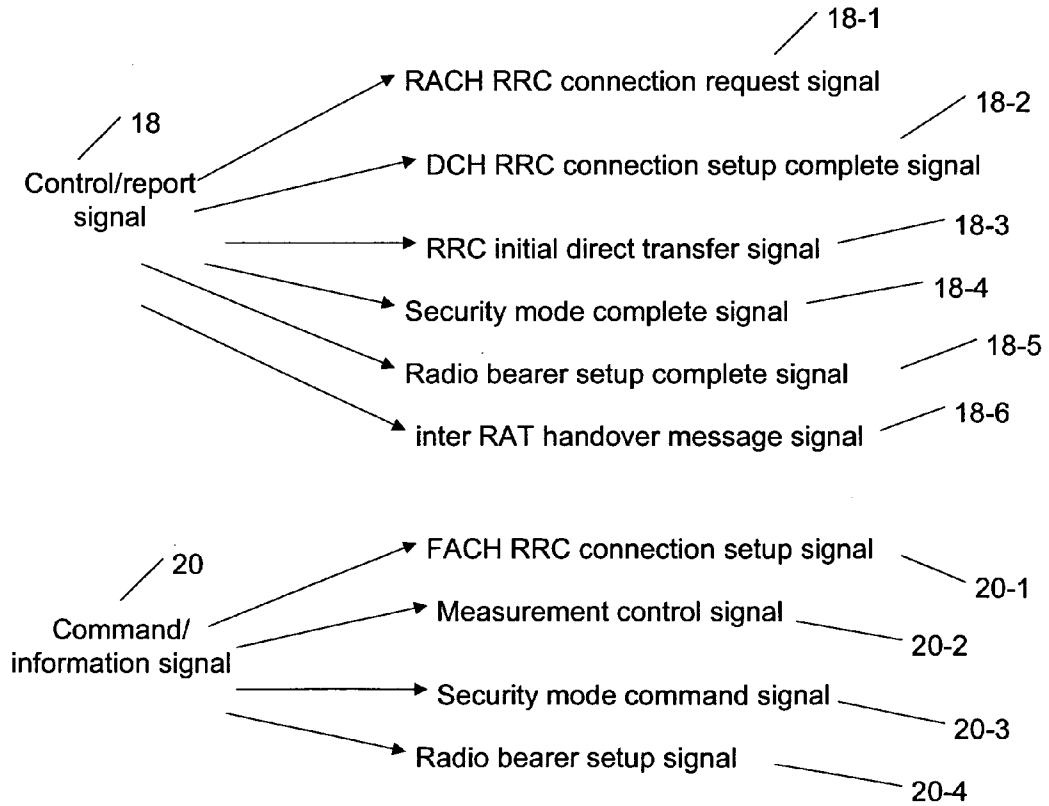 18-1
RACH RRC connection request signal
18-2
18
DCH RRC connection setup complete signal
Control/report
signal
18-3
RRC initial direct transfer signal
18-4
Security mode complete signal
18-5
Radio bearer setup complete signal
18-6
inter RAT handover message signal
FACH RRC connection setup signal
20
20-1
Measurement control signal
Command/
information signal
20-2
Security mode command signal
20-3
Radio bearer setup signal
20-4